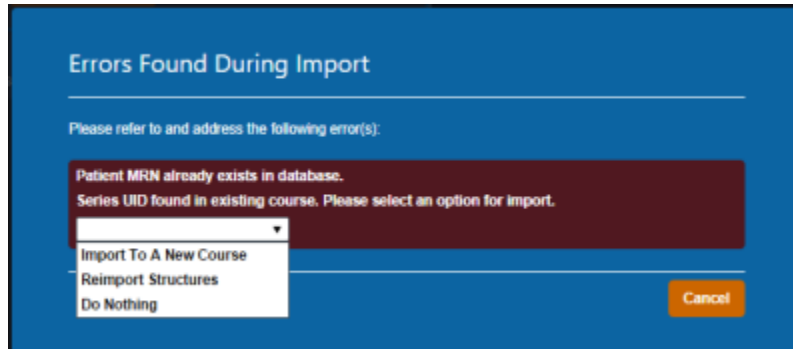 Errors Found During Import
Please refer to and address the following error(s):
Patient MRN already exists in database.
Series UID found in existing course. Please select an option for import.
Import To A New Course
Reimport Structures
Do Nothing
Cancel